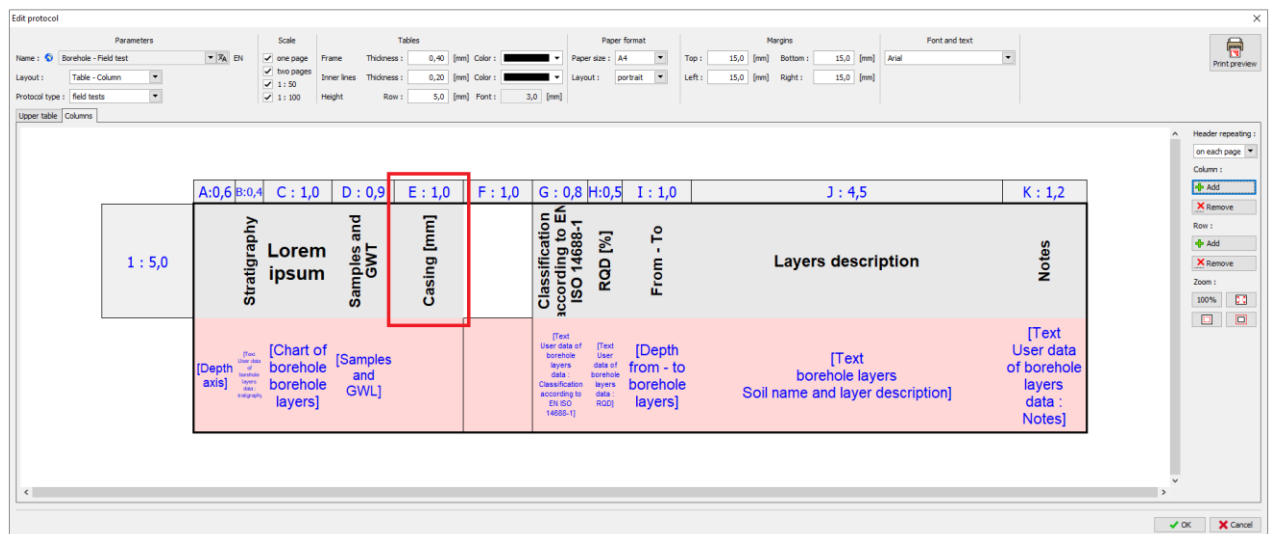 Edit protocol
Parameters
Scale
Tables
Paper format
Margins
Font and text
Name : Borehole - Field test EN
one page
Frame Thickness : 0,40 [mm] Color :
Paper size : A4
Top : 15,0 [mm] Bottom : 15,0 [mm]
Arial
Print preview
Layout : Table - Column
two pages
Inner lines Thickness : 0,20 [mm] Color :
Layout : portrait
Left : 15,0 [mm] Right : 15,0 [mm]
1 : 50
Protocol type : field tests
1 : 100
Height Row : 5,0 [mm] Font : 3,0 [mm]
Upper table Columns
Header repeating :
on each page
Column :
Add
Remove
Row :
Add
Remove
Zoom :
100%
A:0,6 B:0,4 C : 1,0 D : 0,9 E : 1,0 F : 1,0 G : 0,8 H:0,5 I : 1,0 J : 4,5 K : 1,2
1 : 5,0
Stratigraphy
Lorem
ipsum
Samples and
GWT
Casing [mm]
Classification
according to EN
ISO 14688-1
RQD [%]
From - To
Layers description
Notes
[Depth
axis]
User data
of
borehole
layers
data :
[Chart of
borehole
borehole
layers]
[Samples
and
GWL]
[Text
User data of
borehole
layers
data :
Classification
according to
EN ISO
14688-1]
[Text
User
data of
borehole
layers
data :
RQD]
[Depth
from - to
borehole
layers]
[Text
borehole layers
Soil name and layer description]
[Text
User data
of borehole
layers
data :
Notes]
OK Cancel